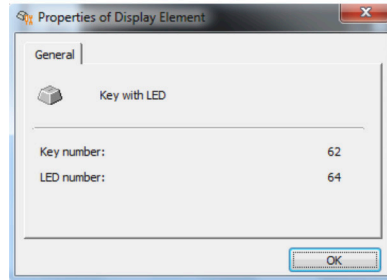 Properties of Display Element
General
Key with LED
Key number: 62
LED number: 64
OK